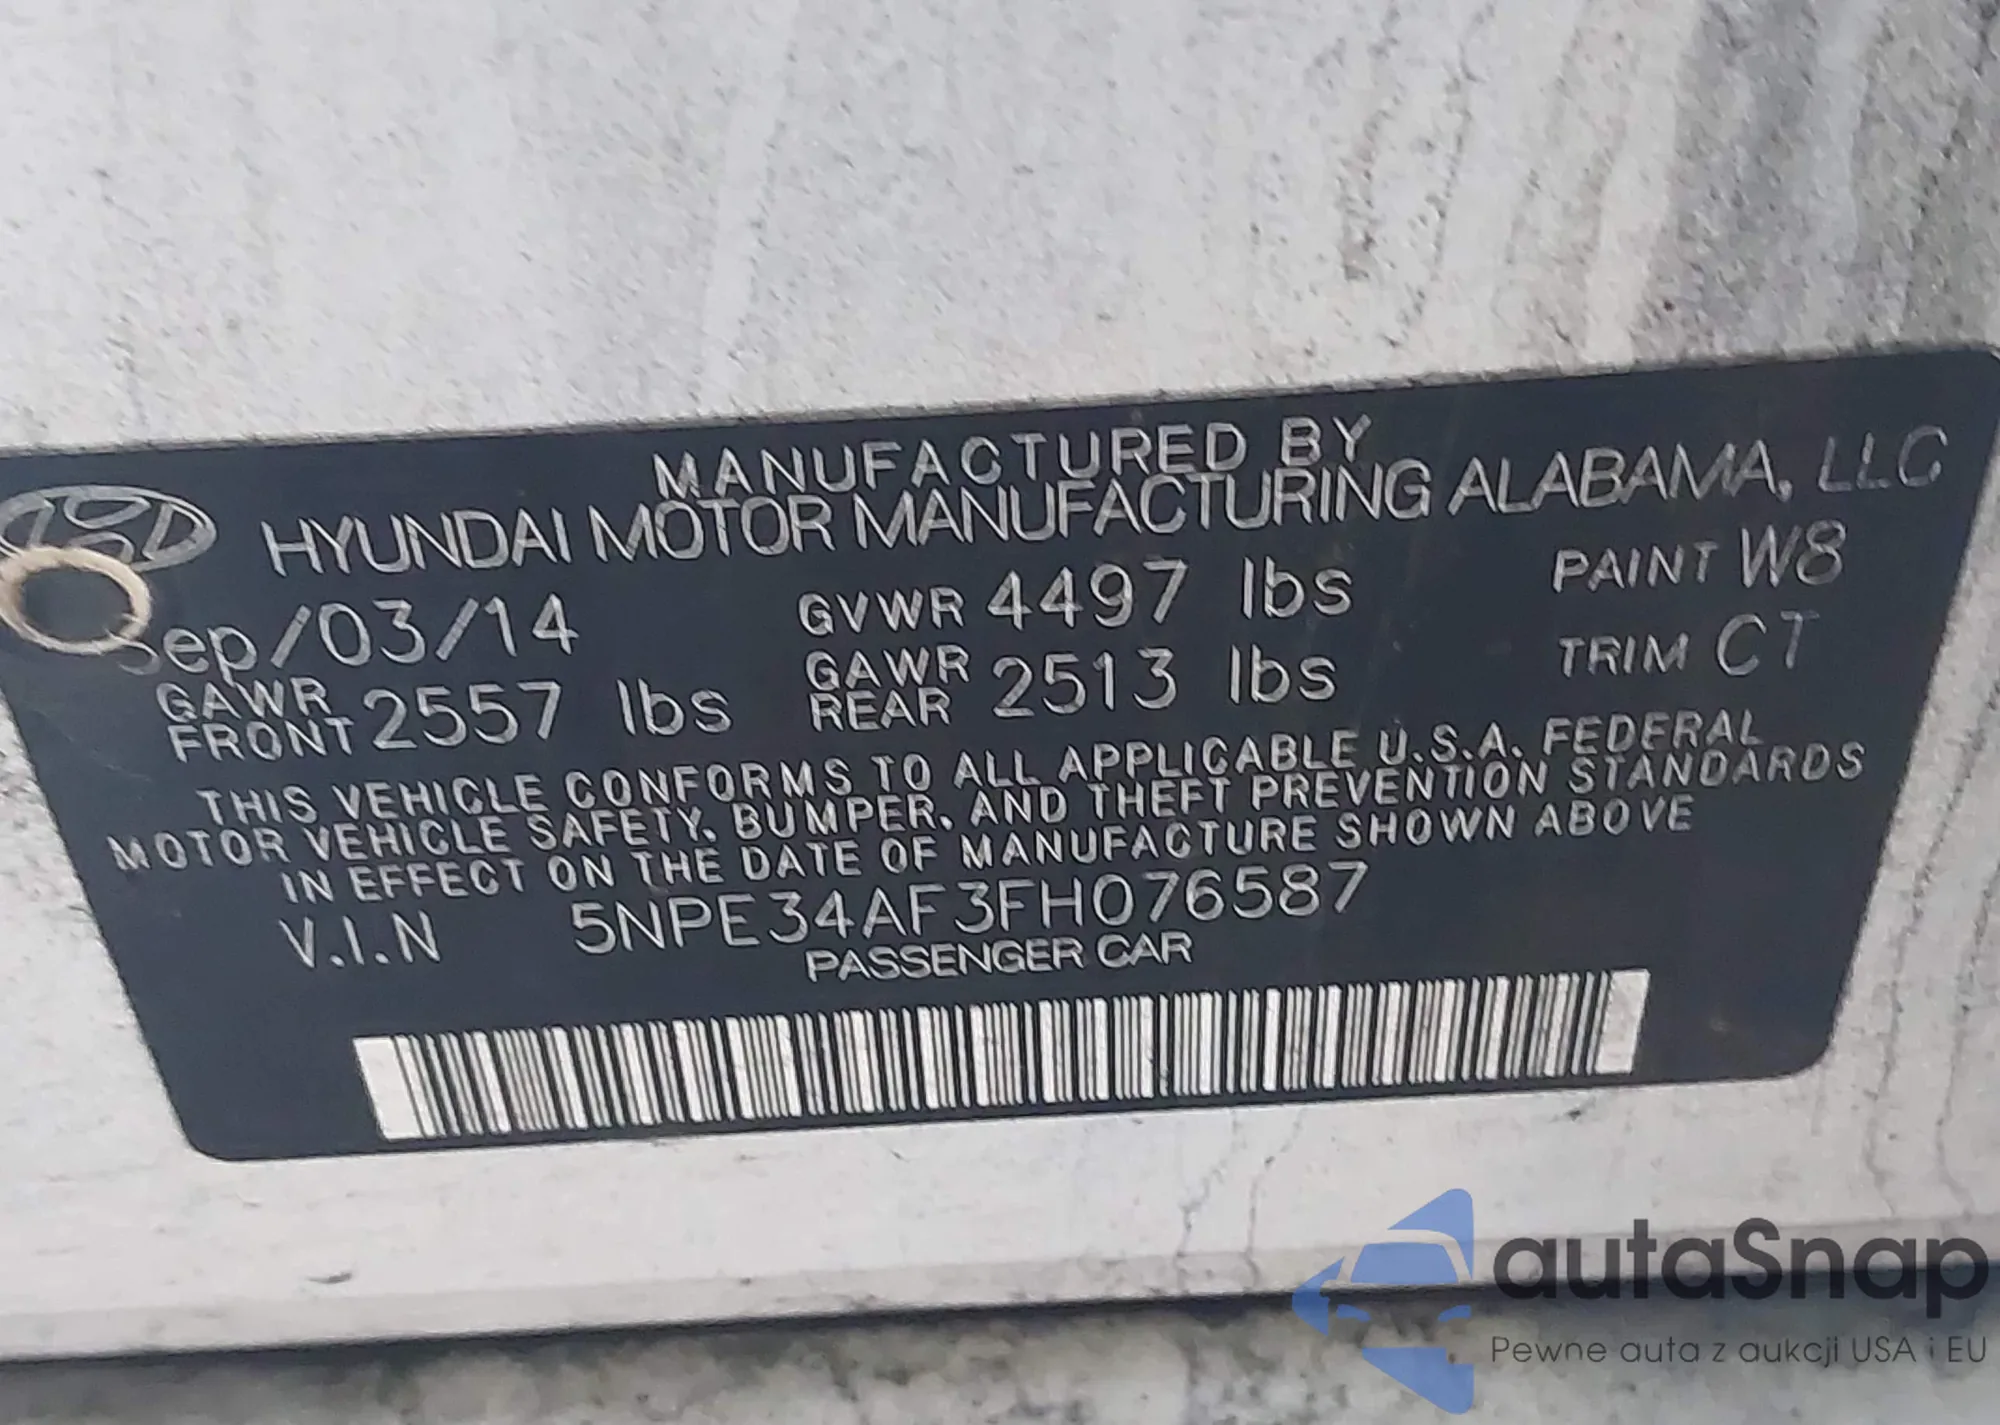 MANUFACTURED BY
HYUNDAI MOTOR MANUFACTURING ALABAMA, LLC
Sep/03/14 GVWR 4497 lbs PAINT W8
GAWR FRONT 2557 lbs GAWR REAR 2513 lbs TRIM CT
THIS VEHICLE CONFORMS TO ALL APPLICABLE U.S.A. FEDERAL
MOTOR VEHICLE SAFETY, BUMPER, AND THEFT PREVENTION STANDARDS
IN EFFECT ON THE DATE OF MANUFACTURE SHOWN ABOVE
V.I.N 5NPE34AF3FH076587
PASSENGER CAR
autaSnap
Pewne auta z aukcji USA i EU